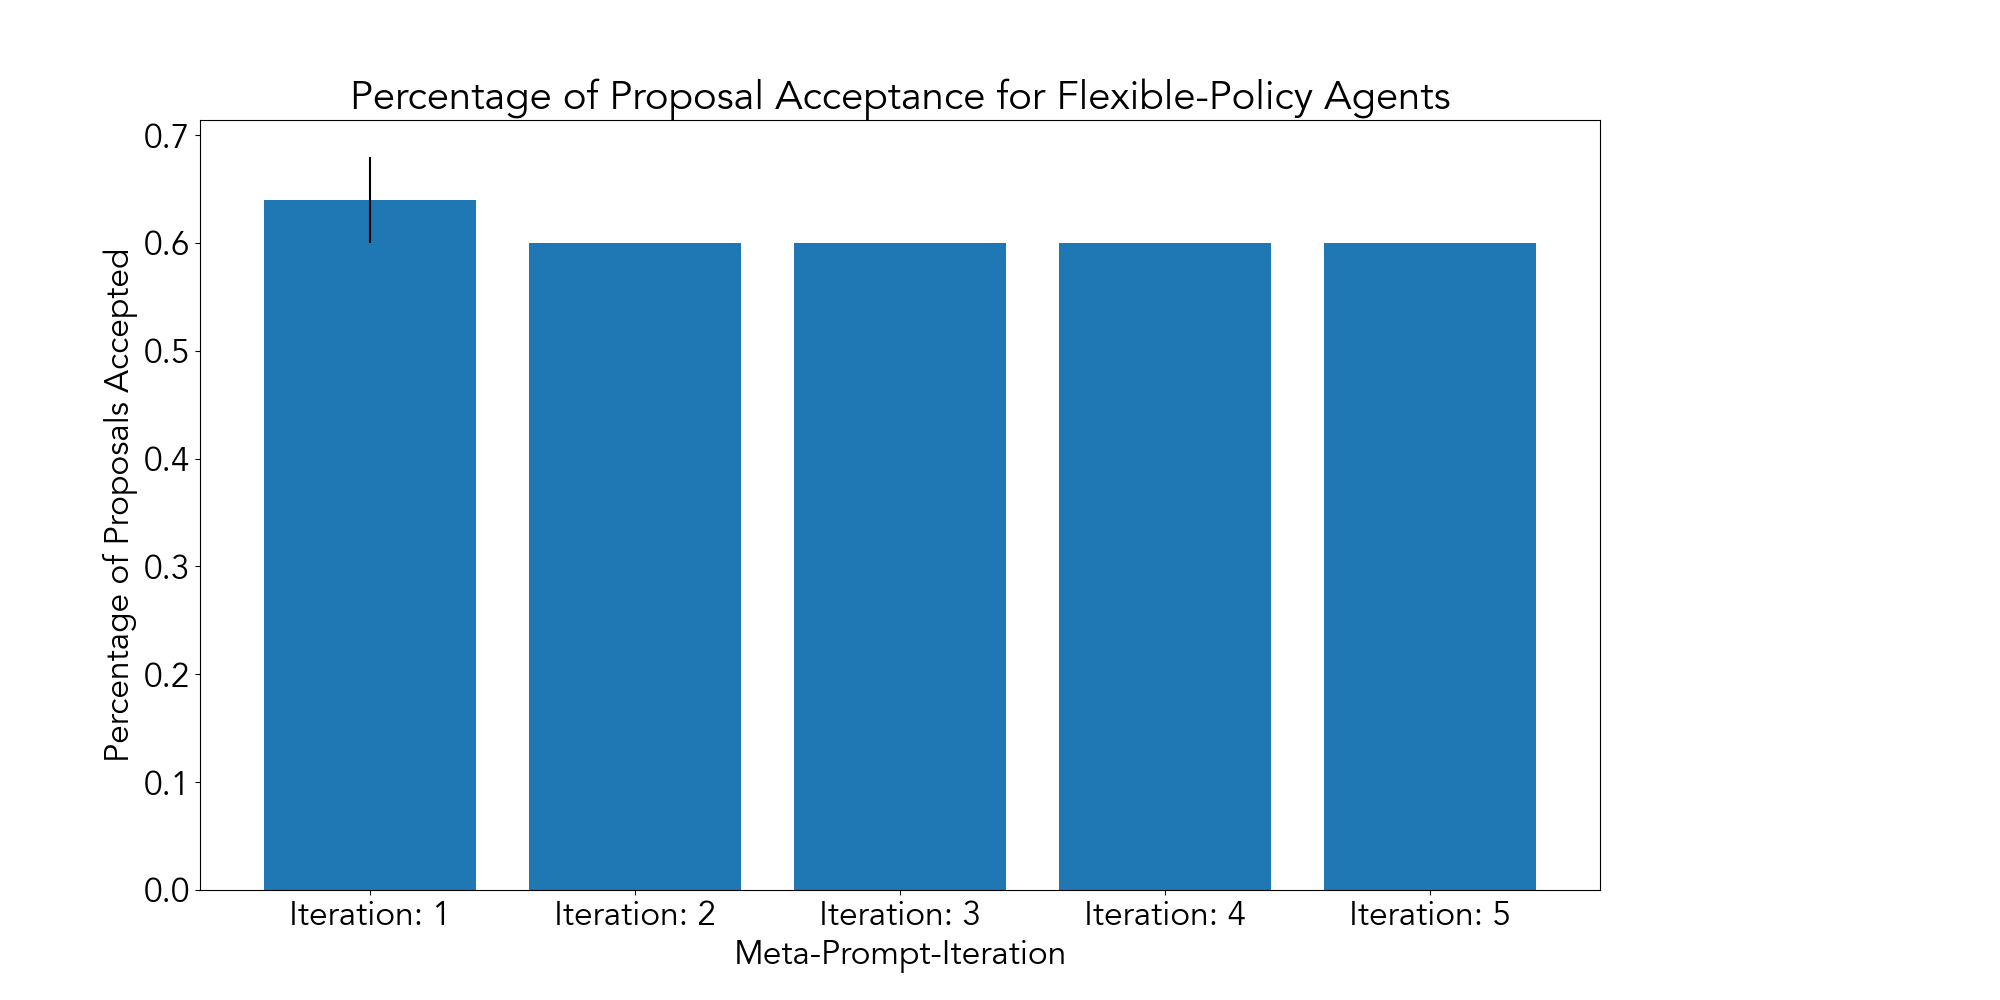 Percentage of Proposal Acceptance for Flexible-Policy Agents
Percentage of Proposals Accepted
0.7
0.6
0.5
0.4
0.3
0.2
0.1
0.0
Iteration: 1
Iteration: 2
Iteration: 3
Iteration: 4
Iteration: 5
Meta-Prompt-Iteration